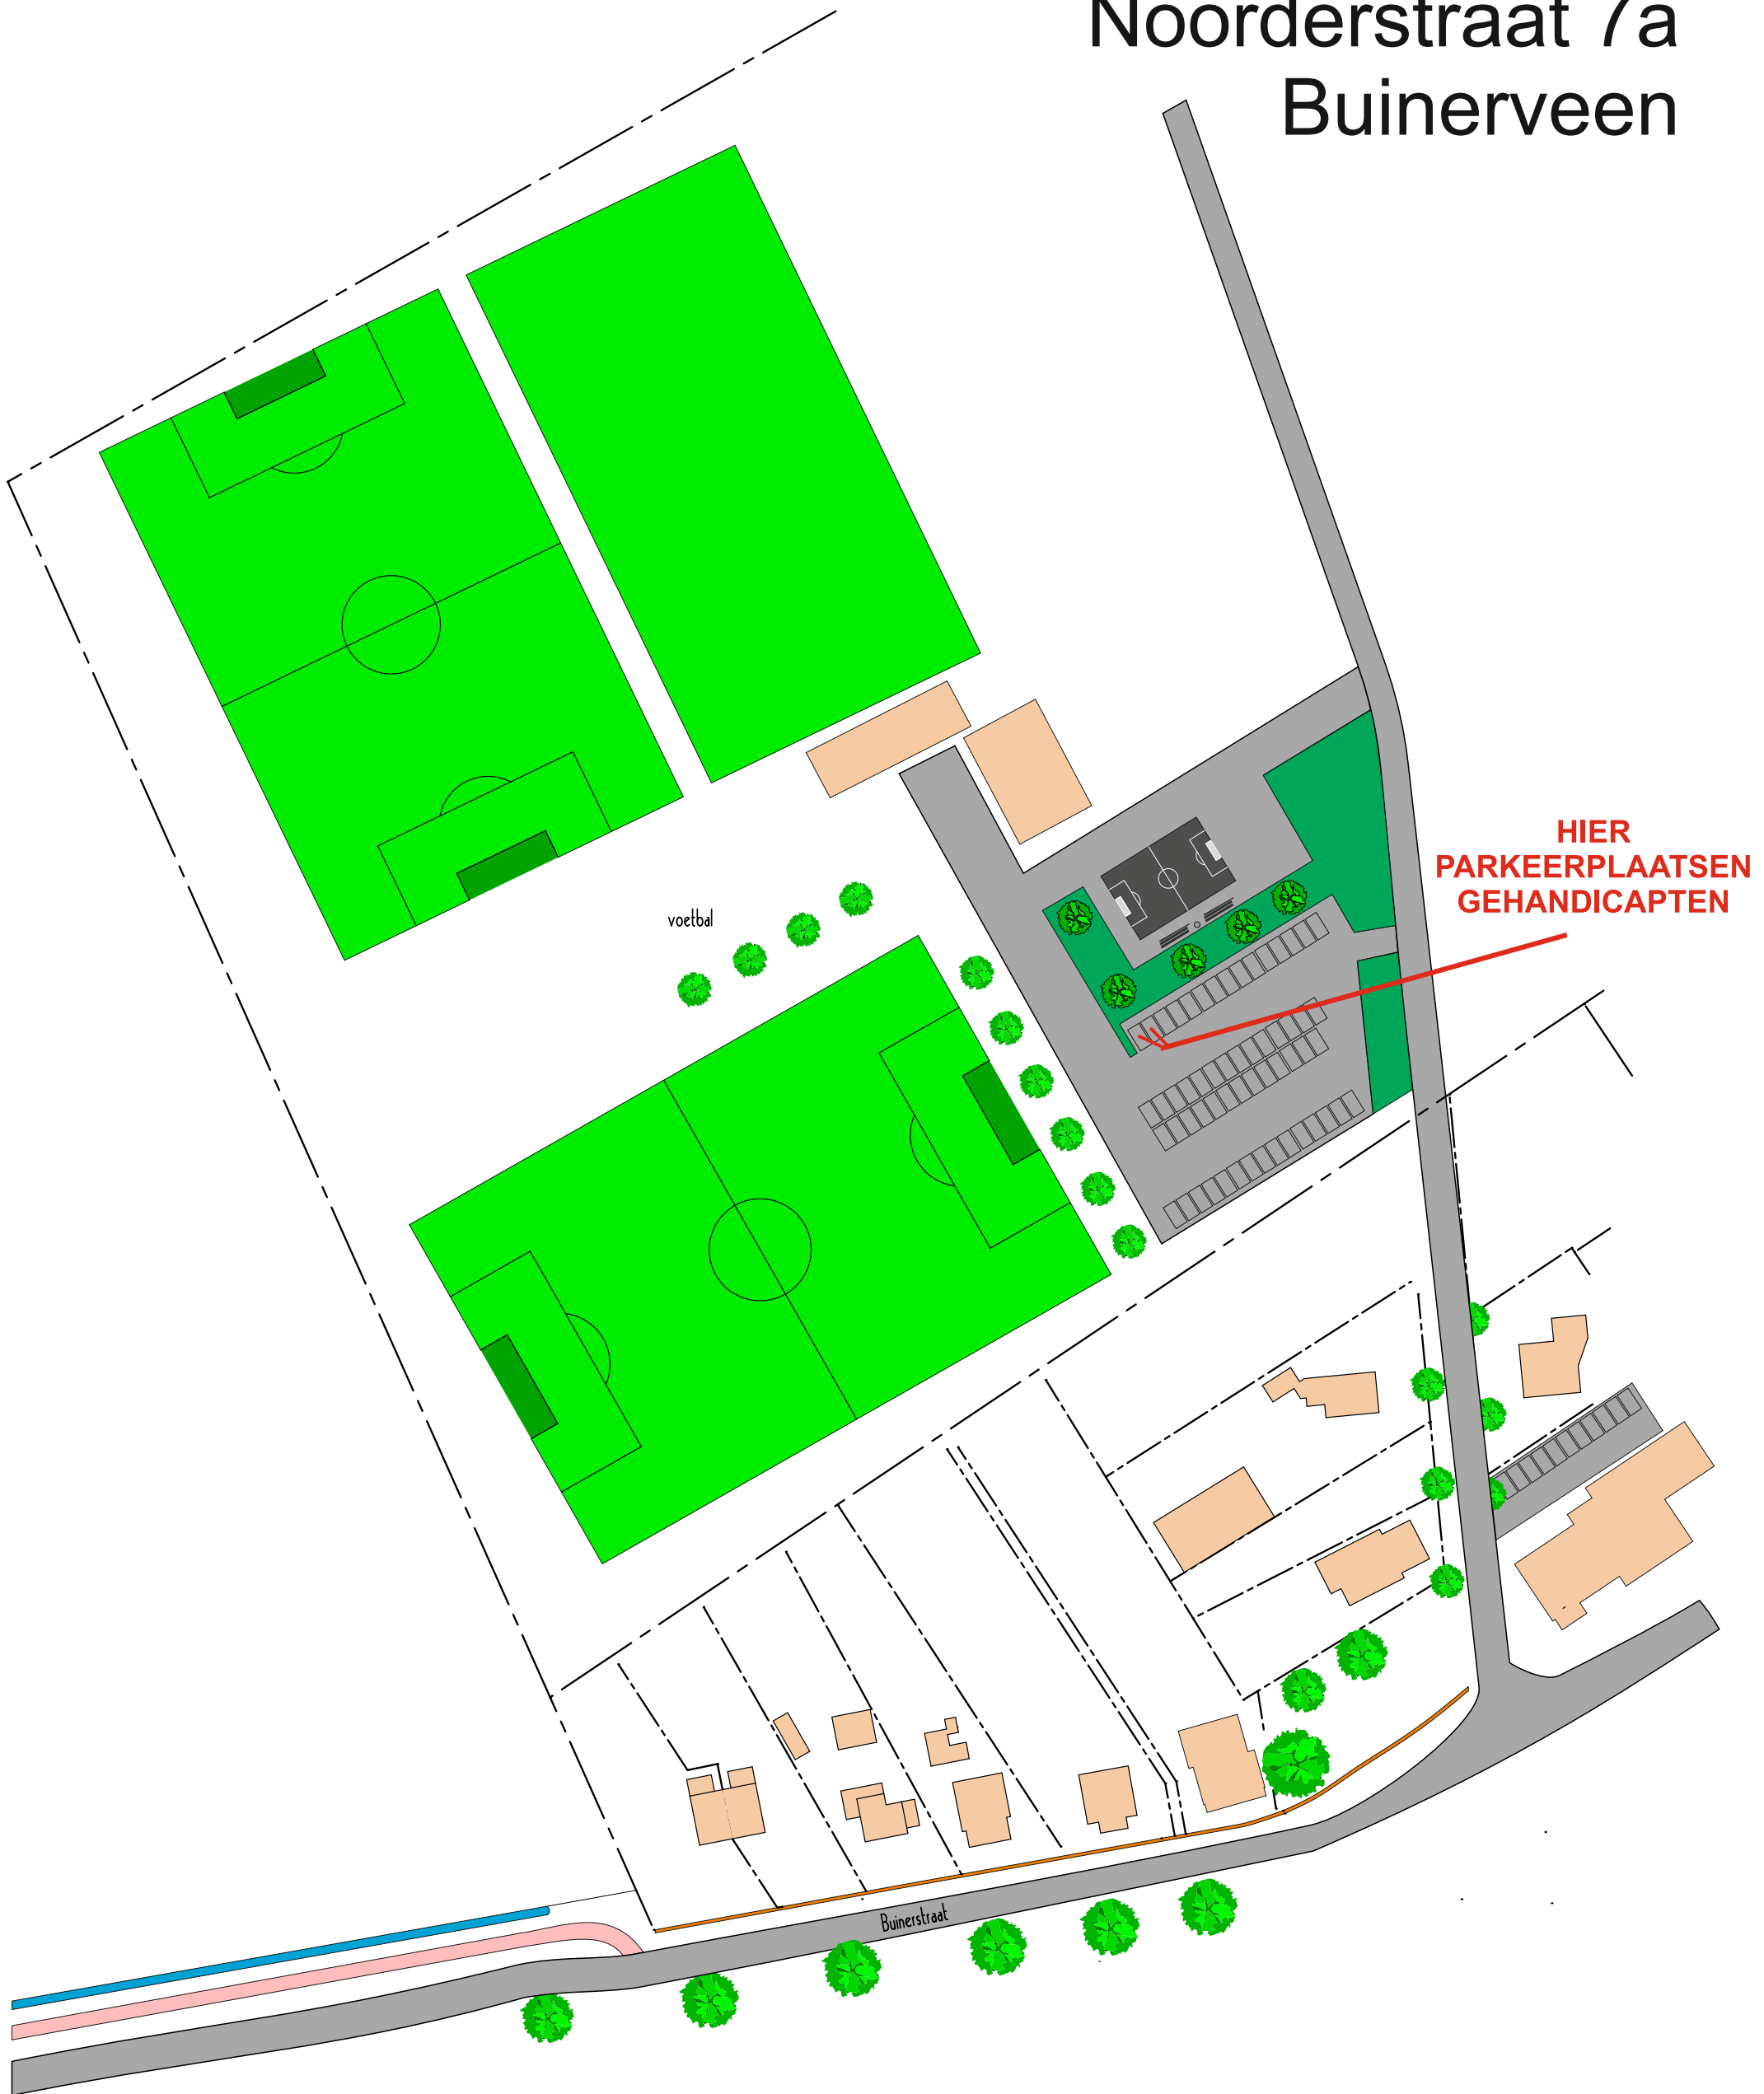 Noorderstraat 7a
Buinerveen
HIER
PARKEERPLAATSEN
GEHANDICAPTEN
voetbal
Buinerstraat